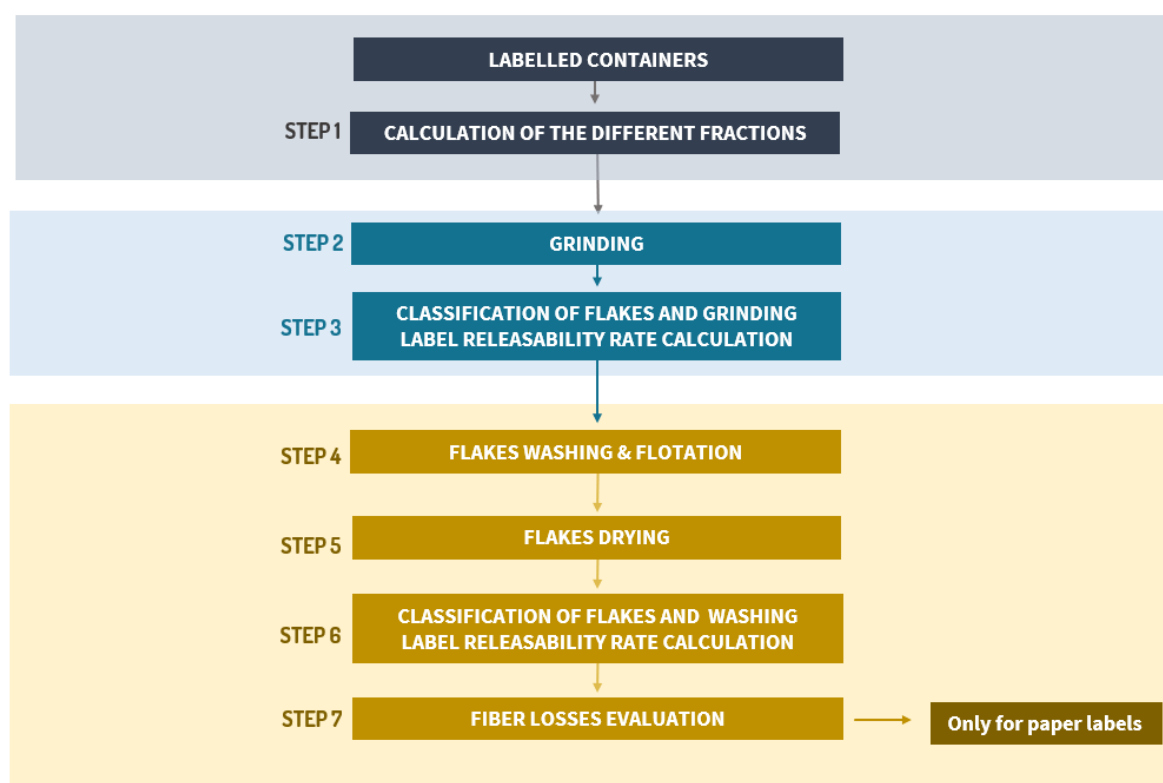 LABELLED CONTAINERS
STEP 1
CALCULATION OF THE DIFFERENT FRACTIONS
STEP 2
GRINDING
STEP 3
CLASSIFICATION OF FLAKES AND GRINDING
LABEL RELEASABILITY RATE CALCULATION
STEP 4
FLAKES WASHING & FLOTATION
STEP 5
FLAKES DRYING
STEP 6
CLASSIFICATION OF FLAKES AND WASHING
LABEL RELEASABILITY RATE CALCULATION
STEP 7
FIBER LOSSES EVALUATION
Only for paper labels